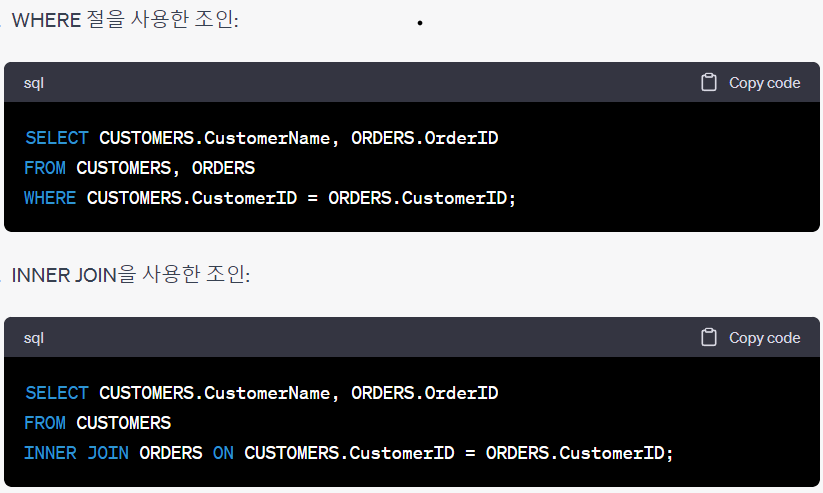 WHERE 절을 사용한 조인:
sql
Copy code
SELECT CUSTOMERS.CustomerName, ORDERS.OrderID
FROM CUSTOMERS, ORDERS
WHERE CUSTOMERS.CustomerID = ORDERS.CustomerID;
INNER JOIN을 사용한 조인:
sql
Copy code
SELECT CUSTOMERS.CustomerName, ORDERS.OrderID
FROM CUSTOMERS
INNER JOIN ORDERS ON CUSTOMERS.CustomerID = ORDERS.CustomerID;